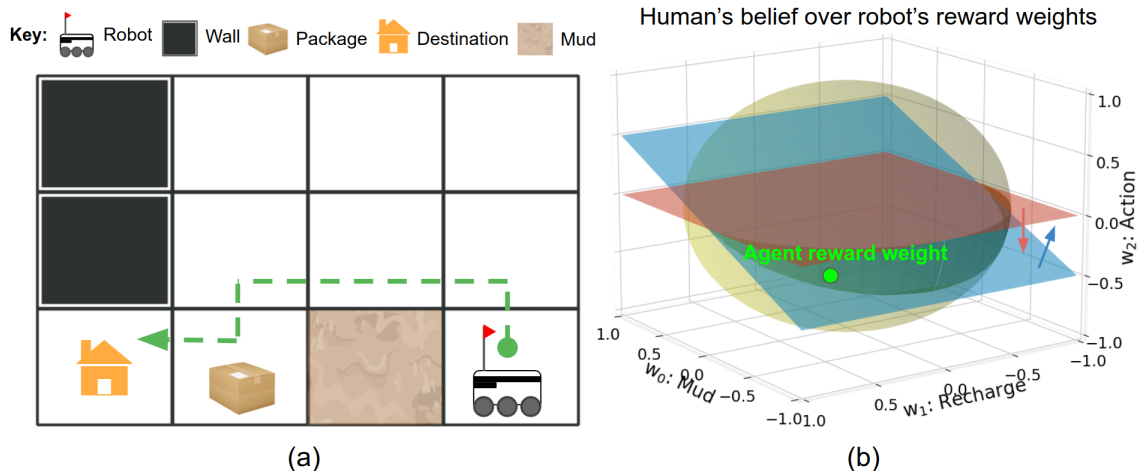 Key: Robot Wall Package Destination Mud
(a)
Human's belief over robot's reward weights
Agent reward weight
1.0
0.5
0.0
−0.5
−1.0
w₀: Mud
1.0
0.5
0.0
−0.5
−1.0
w₁: Recharge
1.0
0.5
0.0
−0.5
−1.0
w₂: Action
(b)